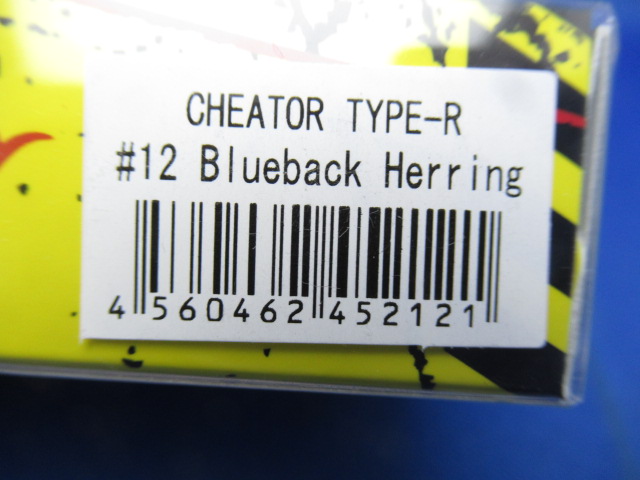 CHEATOR TYPE-R
#12 Blueback Herring
4 560462 452121